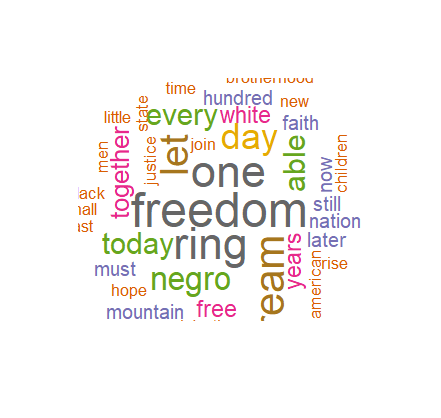 time
brotherhood
hundred
new
little
state
every
white
faith
men
justice
let
join
day
together
one
able
now
children
lack
freedom
still
hall
nation
ast
today
ring
years
later
must
negro
ream
american
rise
hope
mountain
free